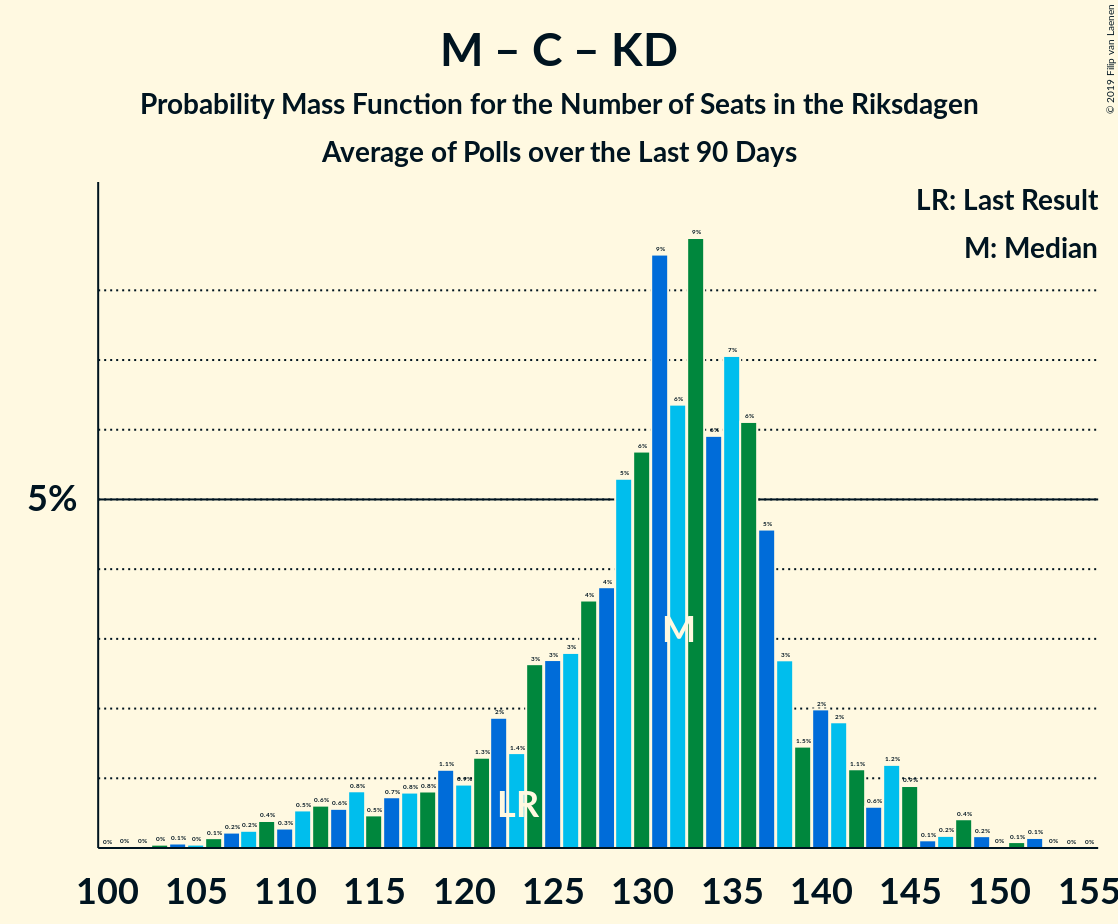 M – C – KD
Probability Mass Function for the Number of Seats in the Riksdagen
Average of Polls over the Last 90 Days
© 2019 Filip van Laenen
LR: Last Result
M: Median
5%
0% 0% 0% 0% 0.1% 0% 0.1% 0.2% 0.2% 0.4% 0.3% 0.5% 0.6% 0.6% 0.8% 0.5% 0.7% 0.8% 0.8% 1.1% 0.9% 1.3% 2% 1.4% 3% 3% 3% 4% 4% 5% 6% 9% 6% 9% 6% 7% 6% 5% 3% 1.5% 2% 2% 1.1% 0.6% 1.2% 0.9% 0.1% 0.2% 0.4% 0.2% 0% 0.1% 0.1% 0% 0% 0%
M
LR
100 105 110 115 120 125 130 135 140 145 150 155